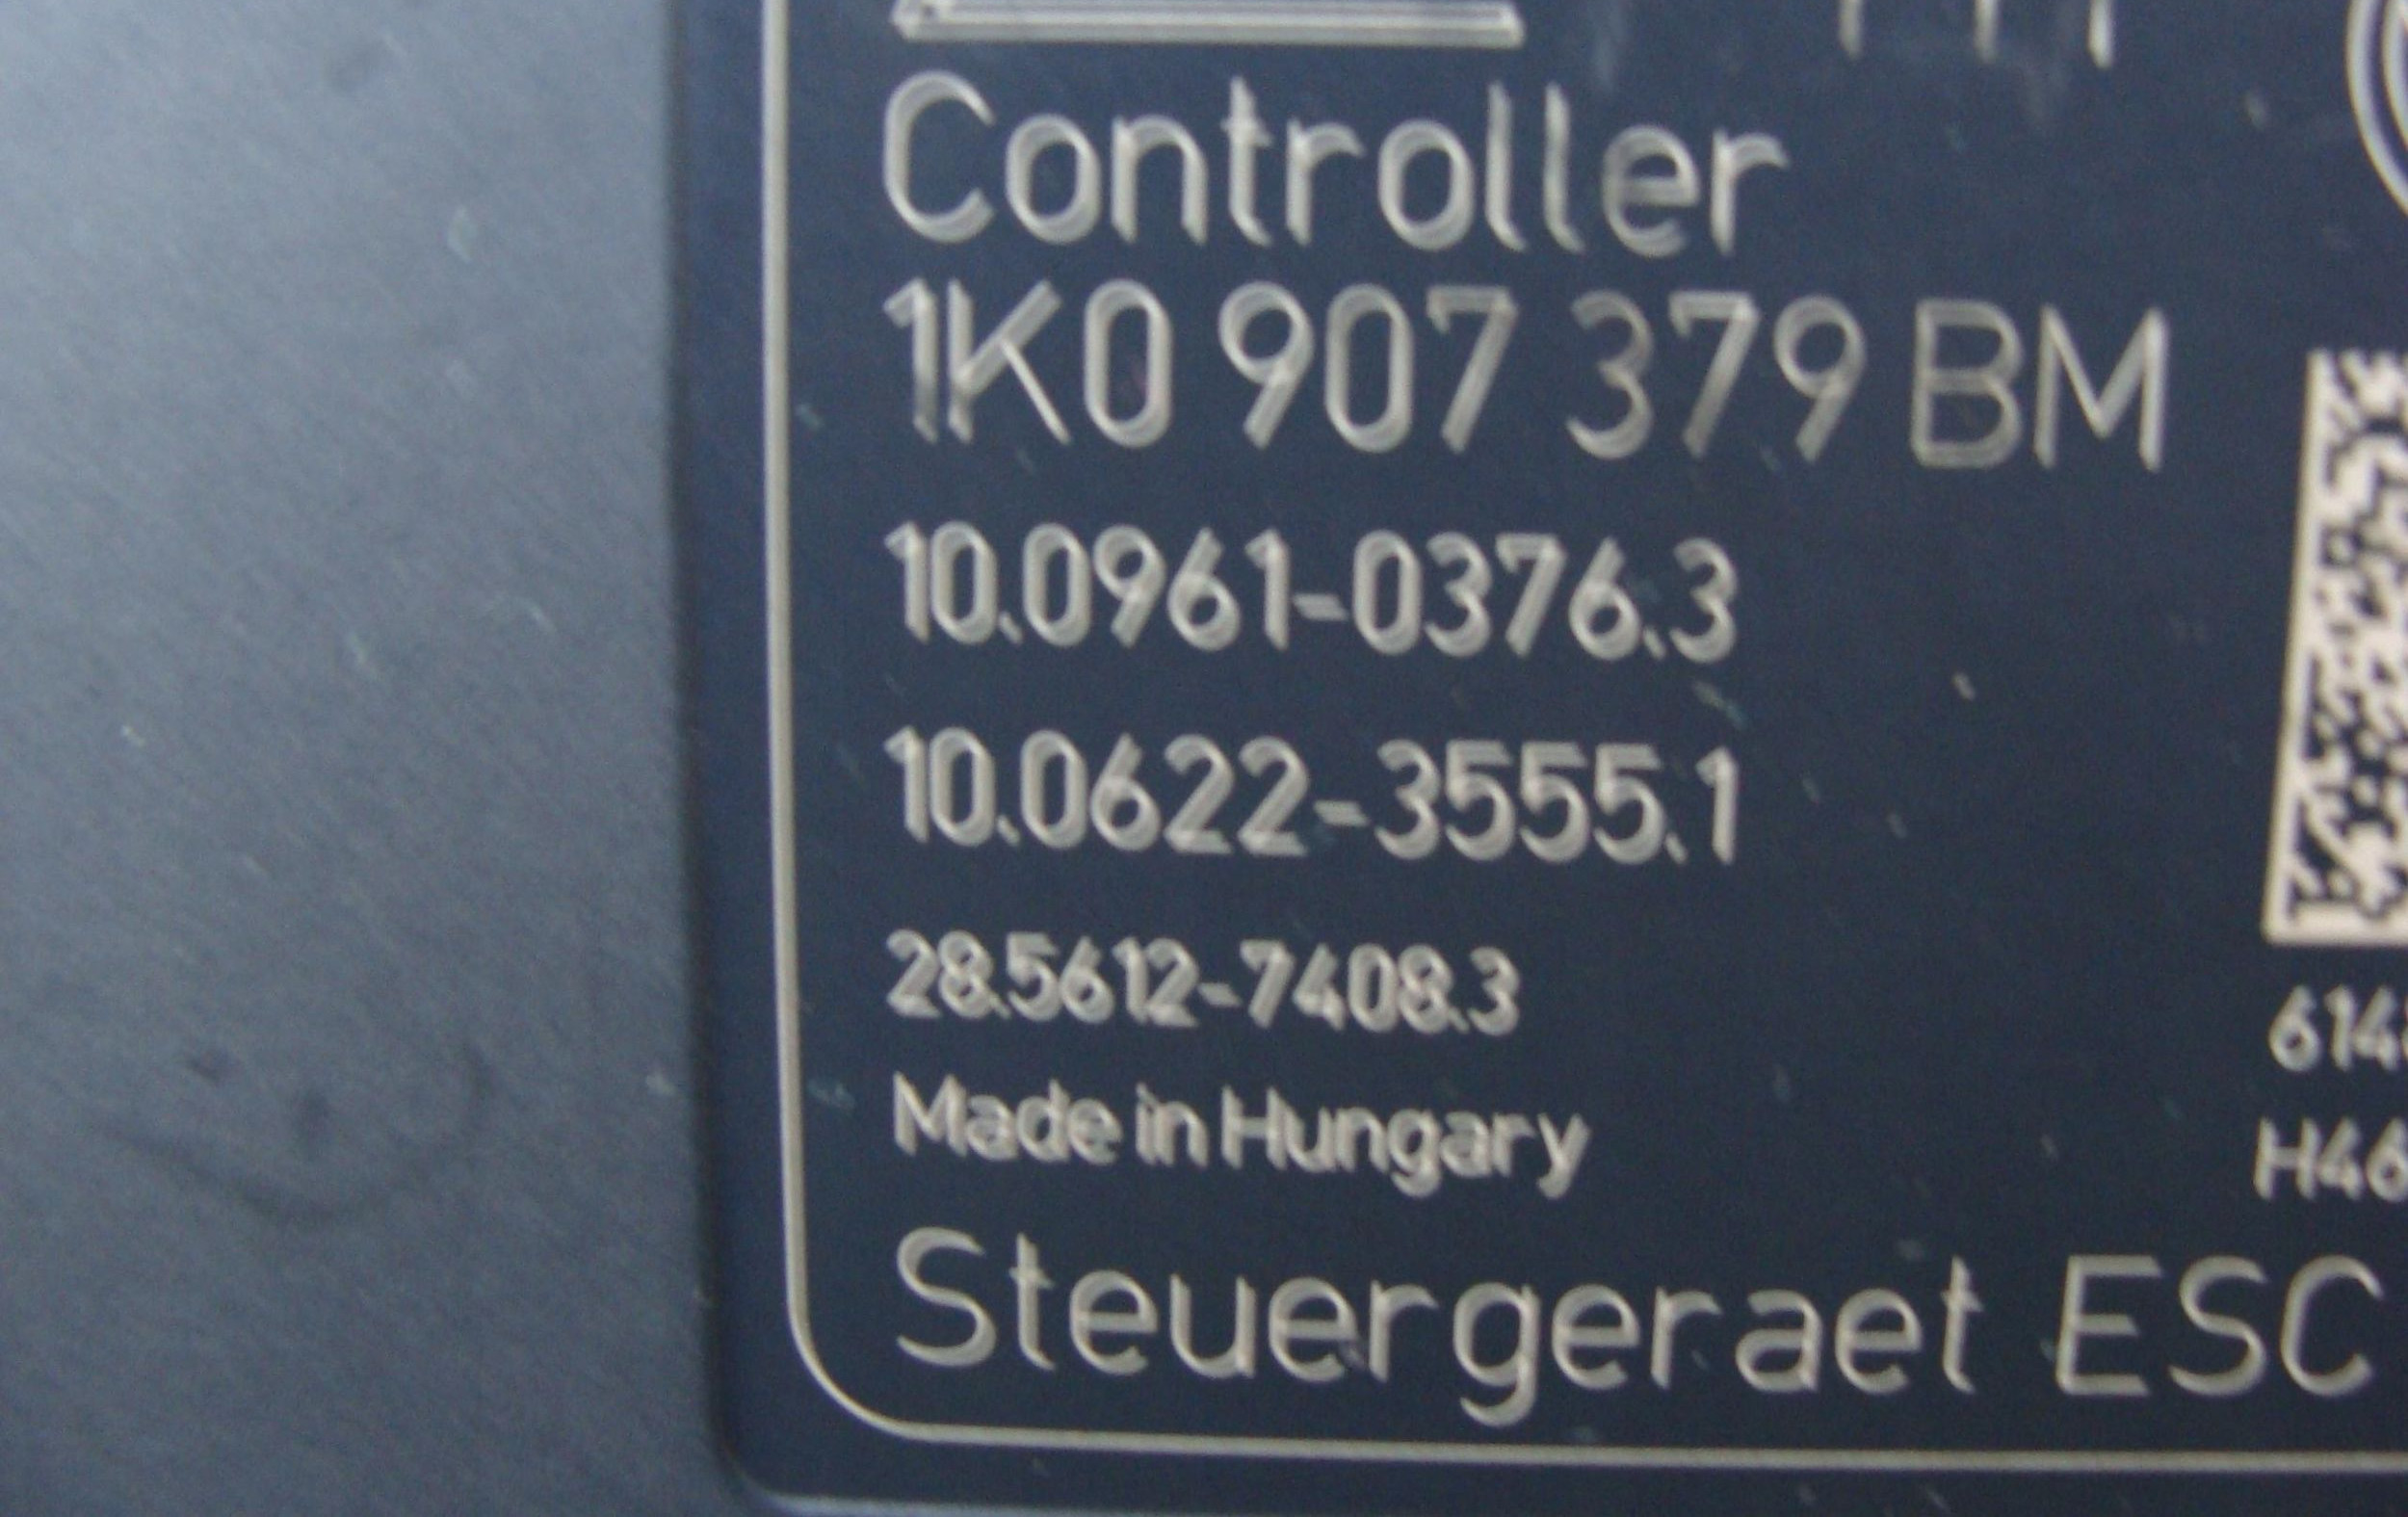 Controller
1K0 907 379 BM
10.0961-0376.3
10.0622-3555.1
28.5612-7408.3
Made in Hungary
Steuergeraet ESC